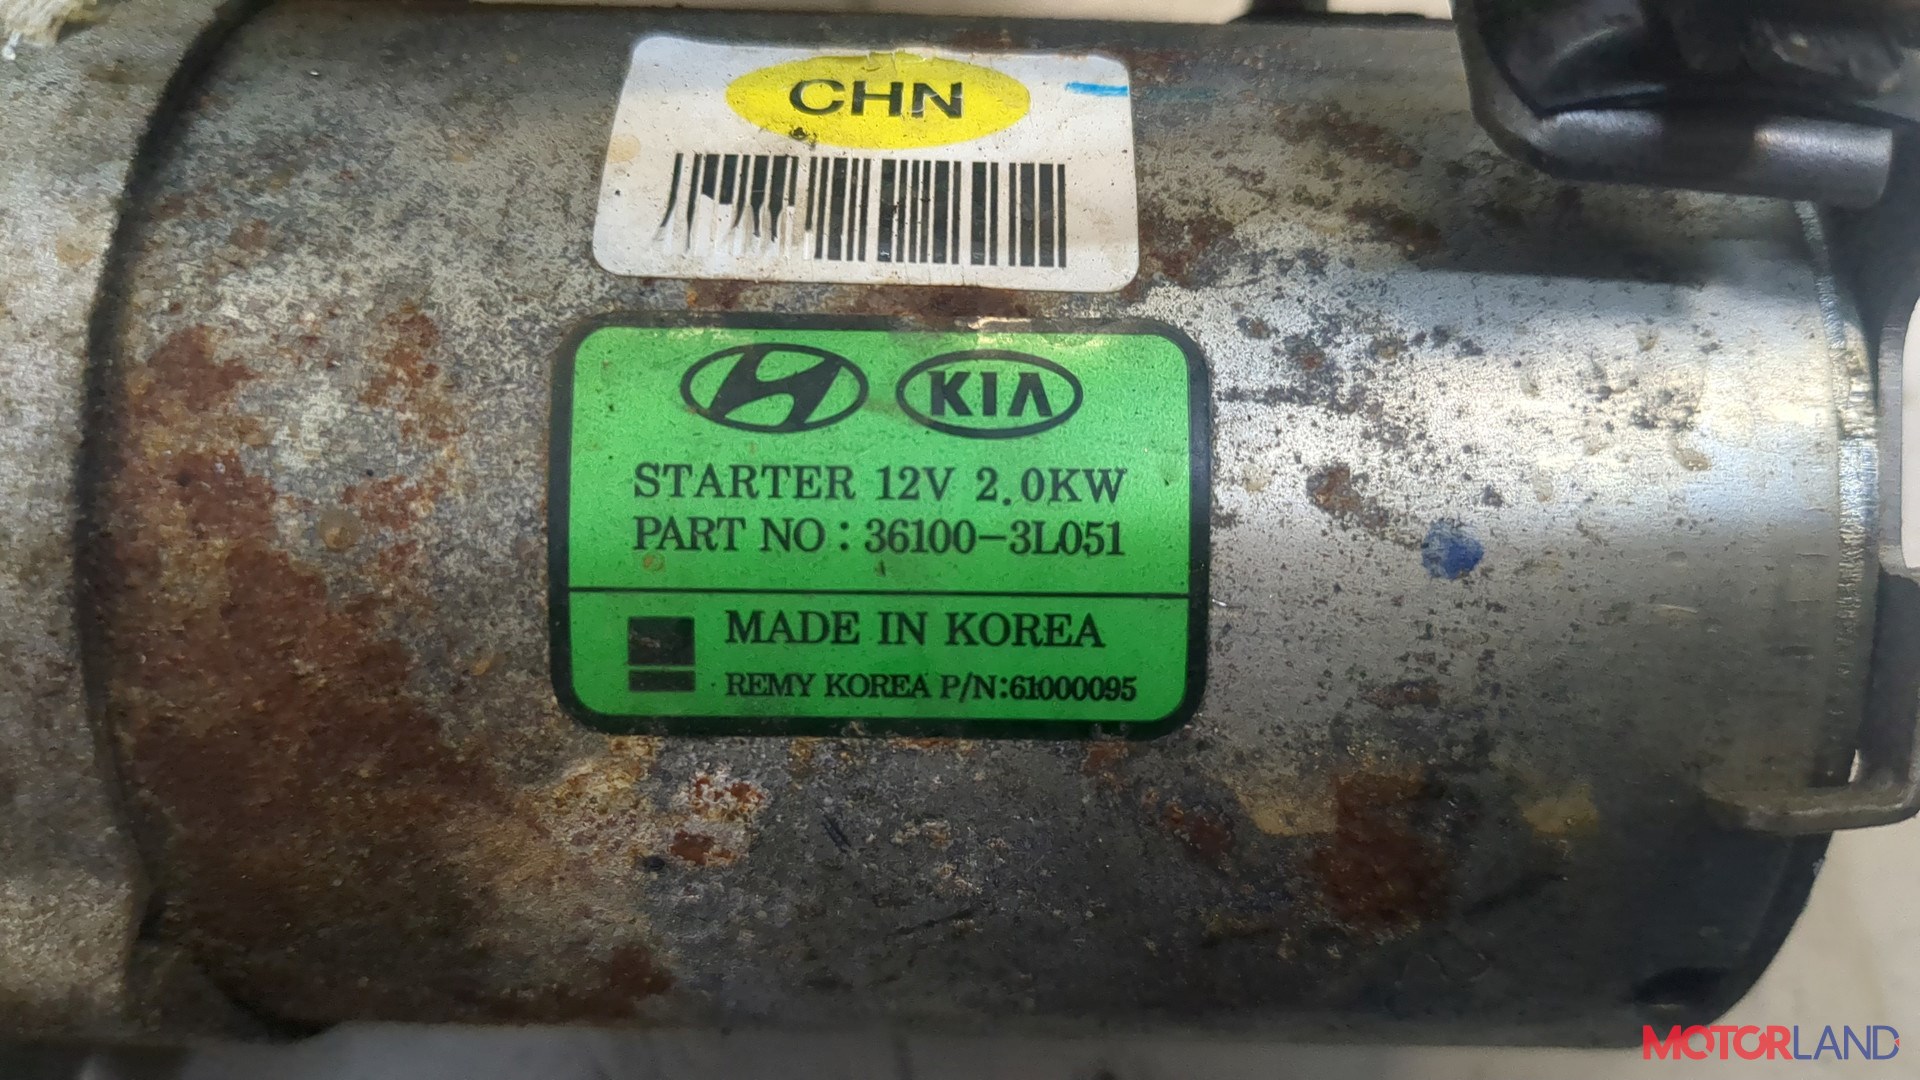 CHN
KIA
STARTER 12V 2.0KW
PART NO : 36100-3L051
MADE IN KOREA
REMY KOREA P/N:61000095
MOTORLAND